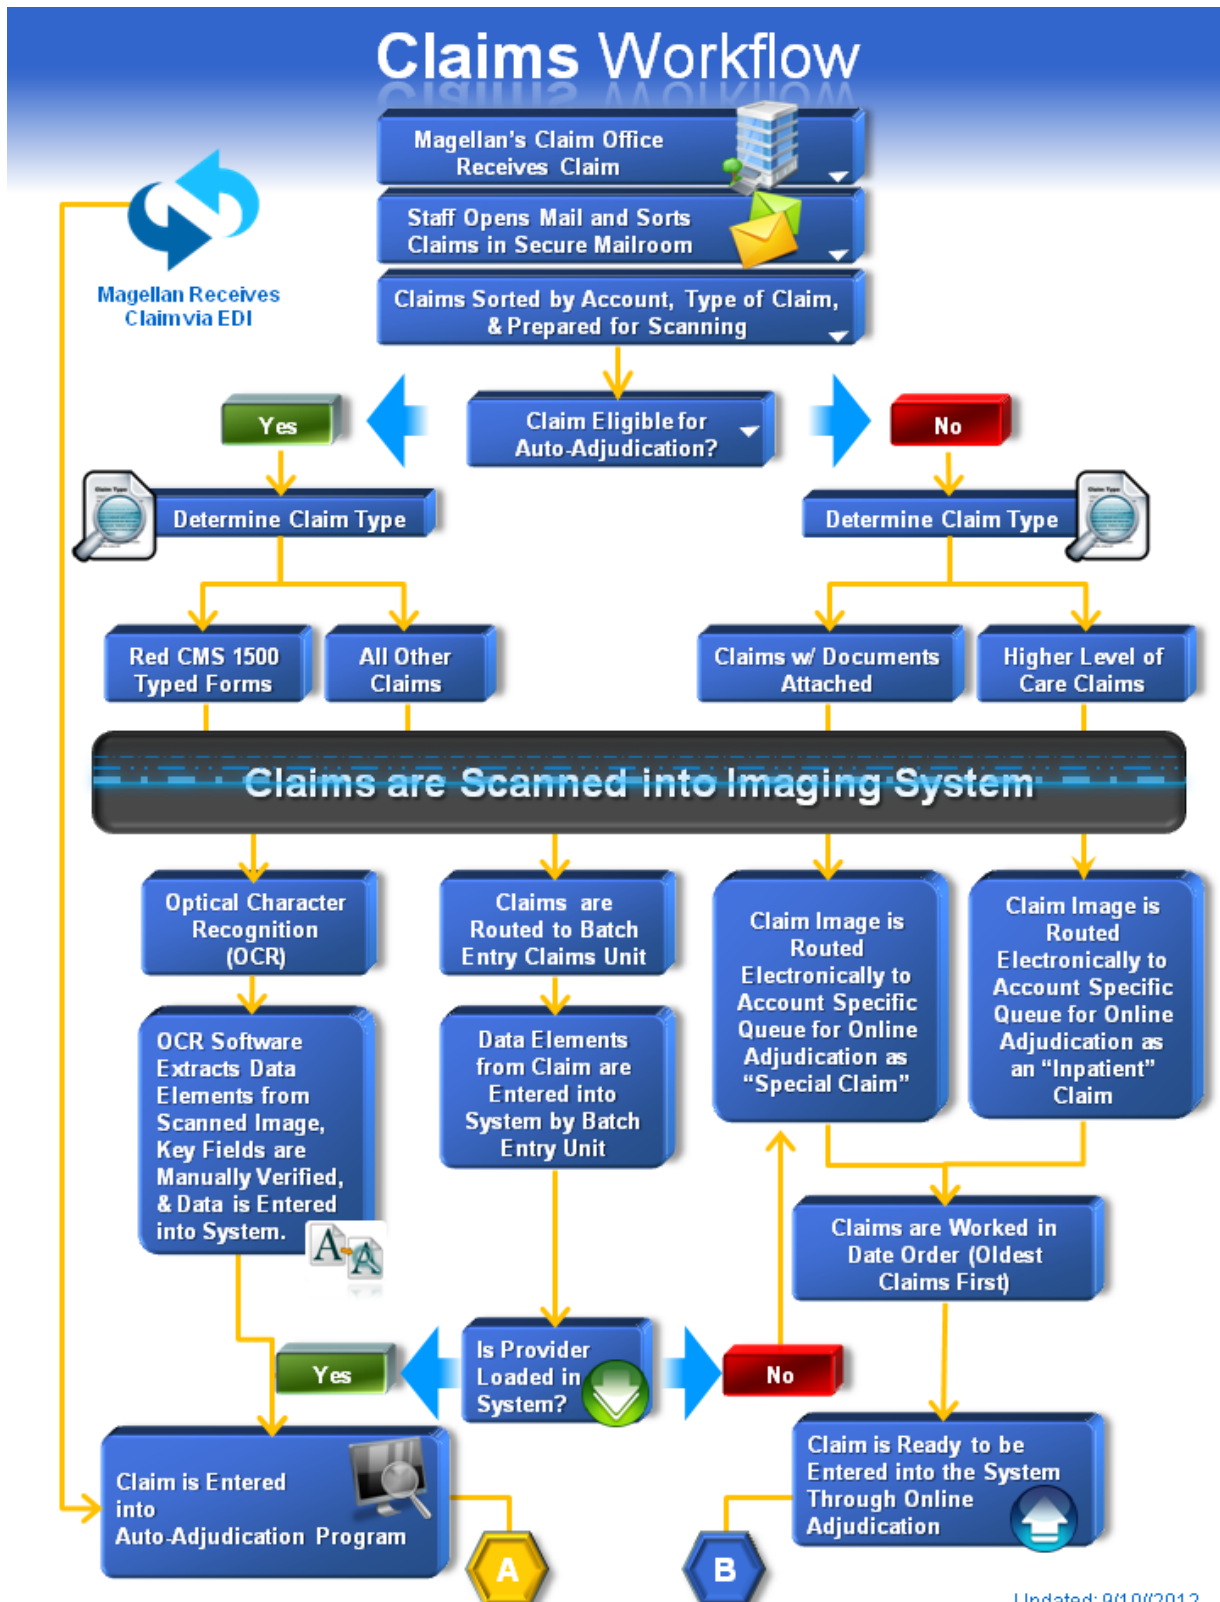 Claims Workflow
Magellan's Claim Office
Receives Claim
Staff Opens Mail and Sorts
Claims in Secure Mailroom
Magellan Receives
Claim via EDI
Claims Sorted by Account, Type of Claim,
& Prepared for Scanning
Yes
Claim Eligible for
Auto-Adjudication?
No
Determine Claim Type
Determine Claim Type
Red CMS 1500
Typed Forms
All Other
Claims
Claims w/ Documents
Attached
Higher Level of
Care Claims
Claims are Scanned into Imaging System
Optical Character
Recognition
(OCR)
Claims are
Routed to Batch
Entry Claims Unit
Claim Image is
Routed
Electronically to
Account Specific
Queue for Online
Adjudication as
“Special Claim”
Claim Image is
Routed
Electronically to
Account Specific
Queue for Online
Adjudication as
an “Inpatient”
Claim
OCR Software
Extracts Data
Elements from
Scanned Image,
Key Fields are
Manually Verified,
& Data is Entered
into System.
Data Elements
from Claim are
Entered into
System by Batch
Entry Unit
Claims are Worked in
Date Order (Oldest
Claims First)
Yes
Is Provider
Loaded in
System?
No
Claim is Entered
into
Auto-Adjudication Program
A
B
Claim is Ready to be
Entered into the System
Through Online
Adjudication
Updated: 9/10//2012